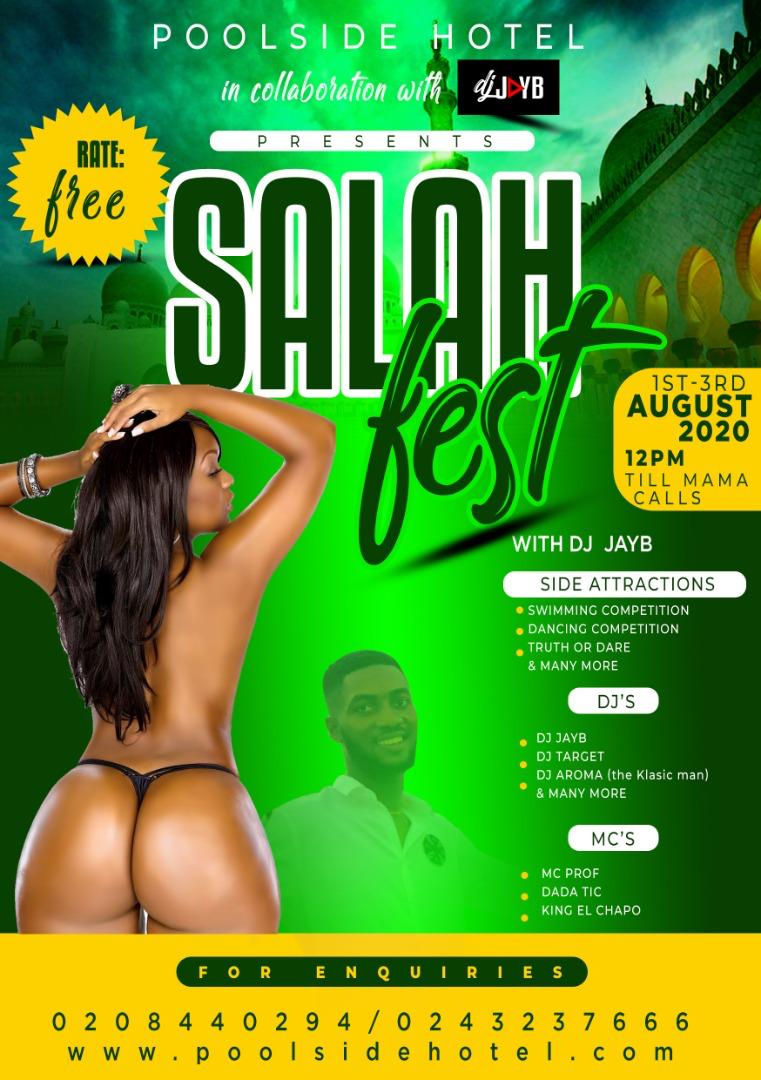 POOLSIDE HOTEL
in collaboration with dj JAYB
PRESENTS
RATE:
free
SALAH
fest
1ST-3RD
AUGUST
2020
12PM
TILL MAMA
CALLS
WITH DJ JAYB
SIDE ATTRACTIONS
SWIMMING COMPETITION
DANCING COMPETITION
TRUTH OR DARE
& MANY MORE
DJ'S
DJ JAYB
DJ TARGET
DJ AROMA (the Klasic man)
& MANY MORE
MC'S
MC PROF
DADA TIC
KING EL CHAPO
FOR ENQUIRIES
0208440294/0243237666
www.poolsidehotel.com